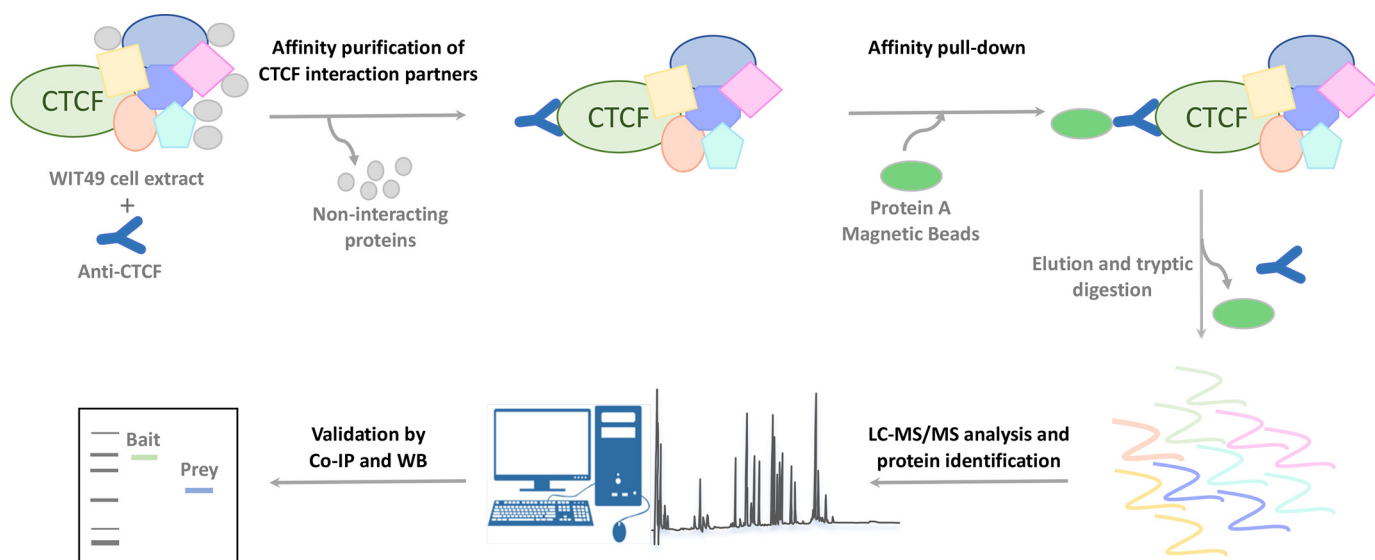 CTCF
WIT49 cell extract
+
Anti-CTCF
Affinity purification of
CTCF interaction partners
Non-interacting
proteins
CTCF
Affinity pull-down
Protein A
Magnetic Beads
CTCF
Elution and tryptic
digestion
LC-MS/MS analysis and
protein identification
Validation by
Co-IP and WB
Bait
Prey